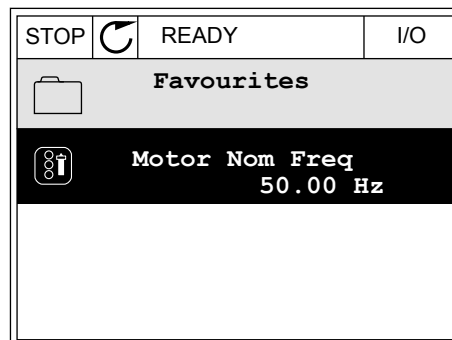 STOP READY I/O
Favourites
Motor Nom Freq
50.00 Hz